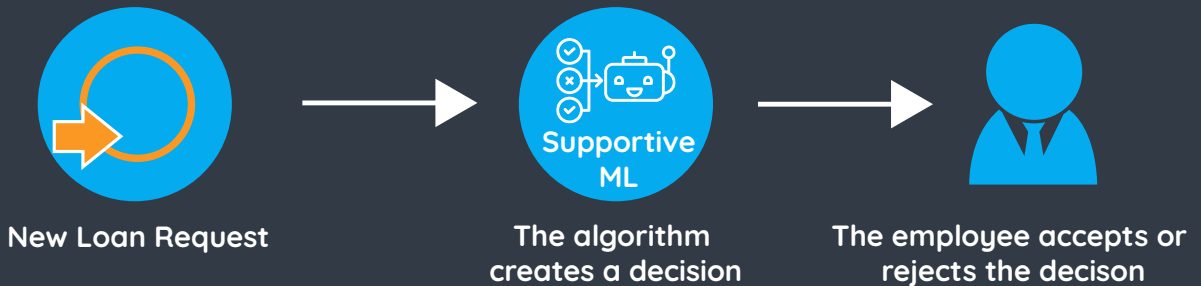 Supportive
ML
New Loan Request
The algorithm
creates a decision
The employee accepts or
rejects the decison